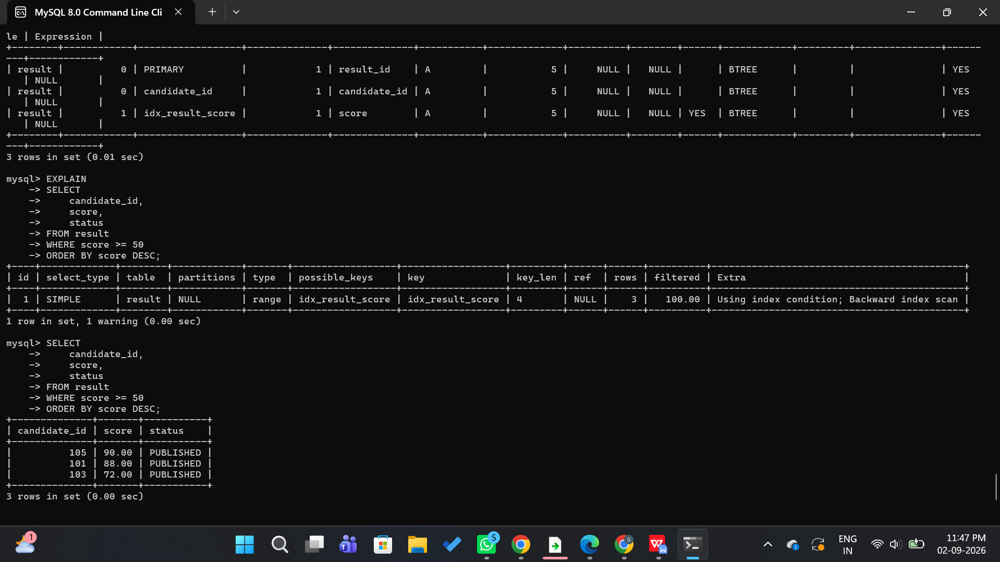 MySQL 8.0 Command Line Cli
le | Expression |
+--------+------------+------------------+---------------+--------------+-----------+-------------+----------+--------+------+------------+---------+---------------+------
---+------------+
| result |          0 | PRIMARY          |             1 | result_id    | A         |           5 |     NULL |   NULL |      | BTREE      |         |               | YES
   | NULL       |
| result |          0 | candidate_id     |             1 | candidate_id | A         |           5 |     NULL |   NULL |      | BTREE      |         |               | YES
   | NULL       |
| result |          1 | idx_result_score |             1 | score        | A         |           5 |     NULL |   NULL | YES  | BTREE      |         |               | YES
   | NULL       |
+--------+------------+------------------+---------------+--------------+-----------+-------------+----------+--------+------+------------+---------+---------------+------
---+------------+
3 rows in set (0.01 sec)
mysql> EXPLAIN
    -> SELECT
    ->     candidate_id,
    ->     score,
    ->     status
    -> FROM result
    -> WHERE score >= 50
    -> ORDER BY score DESC;
+----+-------------+--------+------------+-------+------------------+------------------+---------+------+------+----------+--------------------------------------------+
| id | select_type | table  | partitions | type  | possible_keys    | key              | key_len | ref  | rows | filtered | Extra                                      |
+----+-------------+--------+------------+-------+------------------+------------------+---------+------+------+----------+--------------------------------------------+
|  1 | SIMPLE      | result | NULL       | range | idx_result_score | idx_result_score | 4       | NULL |    3 |   100.00 | Using index condition; Backward index scan |
+----+-------------+--------+------------+-------+------------------+------------------+---------+------+------+----------+--------------------------------------------+
1 row in set, 1 warning (0.00 sec)
mysql> SELECT
    ->     candidate_id,
    ->     score,
    ->     status
    -> FROM result
    -> WHERE score >= 50
    -> ORDER BY score DESC;
+--------------+-------+-----------+
| candidate_id | score | status    |
+--------------+-------+-----------+
|          105 | 90.00 | PUBLISHED |
|          101 | 88.00 | PUBLISHED |
|          103 | 72.00 | PUBLISHED |
+--------------+-------+-----------+
3 rows in set (0.00 sec)
1
5
G
ENG
IN
11:47 PM
02-09-2026